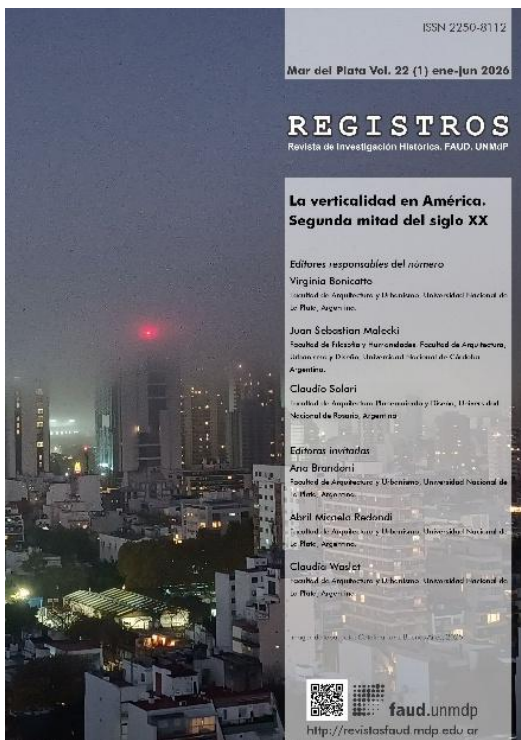 ISSN 2250-8112
Mar del Plata Vol. 22 (1) ene-jun 2026
REGISTROS
Revista de Investigación Histórica. FAUD. UNMdP
La verticalidad en América.
Segunda mitad del siglo XX
Editores responsables del número
Virginia Bonicatto
Facultad de Arquitectura y Urbanismo. Universidad Nacional de
La Plata, Argentina.
Juan Sebastian Malecki
Facultad de Filosofía y Humanidades. Facultad de Arquitectura,
Urbanismo y Diseño, Universidad Nacional de Córdoba
Argentina.
Claudio Solari
Facultad de Arquitectura Planeamiento y Diseño, Universidad
Nacional de Rosario, Argentina
Editoras invitadas
Ana Brandoni
Facultad de Arquitectura y Urbanismo. Universidad Nacional de
La Plata, Argentina.
Abril Micaela Redondi
Facultad de Arquitectura y Urbanismo. Universidad Nacional de
La Plata, Argentina.
Claudia Waslet
Facultad de Arquitectura y Urbanismo. Universidad Nacional de
La Plata, Argentina
Buenos Aires, 2025
faud.unmdp
http://revistasfaud.mdp.edu.ar